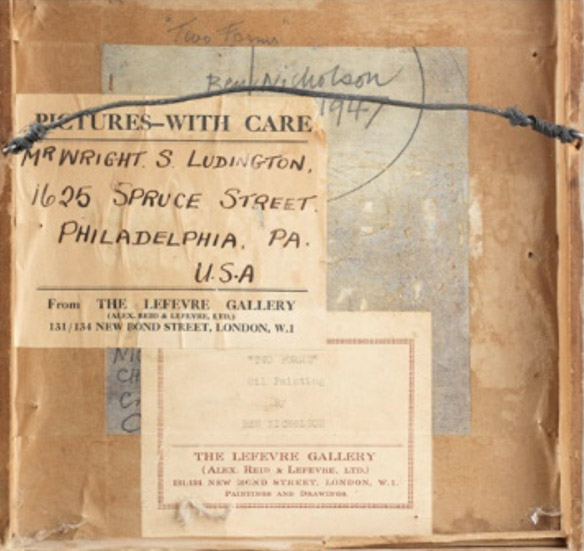 "Two Forms"
Ben Nicholson
1947
PICTURES–WITH CARE
MR WRIGHT. S. LUDINGTON,
1625 SPRUCE STREET.
PHILADELPHIA, PA.
U.S.A
From THE LEFEVRE GALLERY
(ALEX. REID & LEFEVRE, LTD.)
131/134 NEW BOND STREET, LONDON, W.1
NIC
CH
"TWO FORMS"
Oil Painting
BY
BEN NICHOLSON
THE LEFEVRE GALLERY
(ALEX. REID & LEFEVRE, LTD.)
131-134 NEW BOND STREET, LONDON, W.1.
PAINTINGS AND DRAWINGS